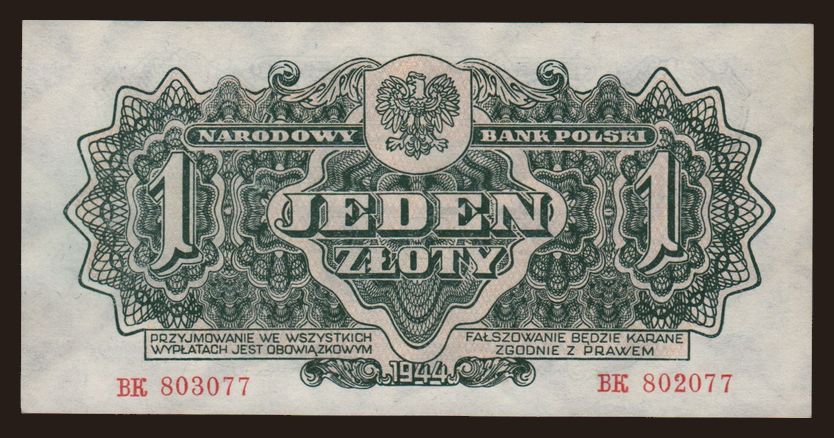 NARODOWY BANK POLSKI
1 JEDEN 1
ZŁOTY
PRZYJMOWANIE WE WSZYSTKICH
WYPŁATACH JEST OBOWIĄZKOWYM
FAŁSZOWANIE BĘDZIE KARANE
ZGODNIE Z PRAWEM
1944
BK 803077
BK 802077